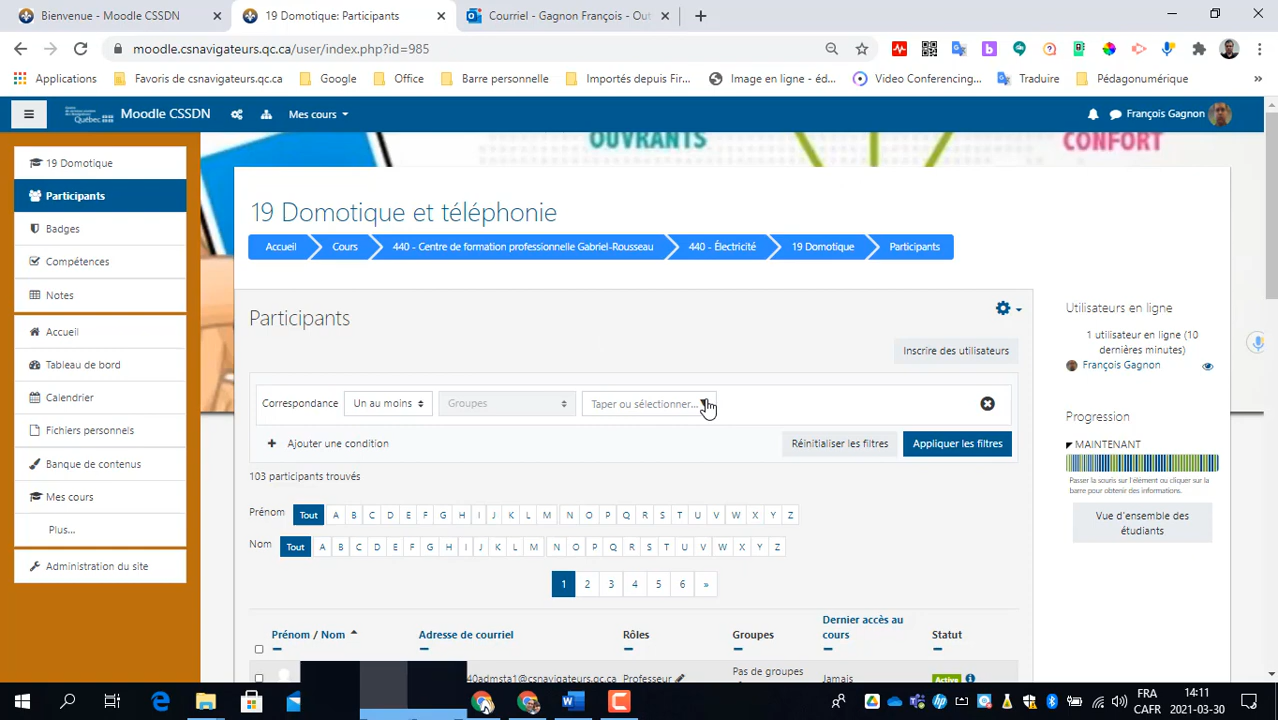 Bienvenue - Moodle CSSDN
19 Domotique: Participants
Courriel - Gagnon François - Out
moodle.csnavigateurs.qc.ca/user/index.php?id=985
Applications
Favoris de csnavigateurs.qc.ca
Google
Office
Barre personnelle
Importés depuis Fir...
Image en ligne - éd...
Video Conferencing...
Traduire
Pédagonumérique
»
Québec
Moodle CSSDN
Mes cours
François Gagnon
OUVRANTS
CONFORT
19 Domotique
Participants
Badges
Compétences
Notes
Accueil
Tableau de bord
Calendrier
Fichiers personnels
Banque de contenus
Mes cours
Plus...
Administration du site
19 Domotique et téléphonie
Accueil
Cours
440 - Centre de formation professionnelle Gabriel-Rousseau
440 - Électricité
19 Domotique
Participants
Participants
Inscrire des utilisateurs
Correspondance
Un au moins
Groupes
Taper ou sélectionner...
Ajouter une condition
Réinitialiser les filtres
Appliquer les filtres
103 participants trouvés
Prénom Tout A B C D E F G H I J K L M N O P Q R S T U V W X Y Z
Nom Tout A B C D E F G H I J K L M N O P Q R S T U V W X Y Z
1 2 3 4 5 6 »
Prénom / Nom
Adresse de courriel
Rôles
Groupes
Dernier accès au
cours
Statut
40admsta1@csnavigateurs.qc.ca
Professeur
Pas de groupes
Jamais
Active
Utilisateurs en ligne
1 utilisateur en ligne (10
dernières minutes)
François Gagnon
Progression
MAINTENANT
Passer la souris sur l'élément ou cliquer sur la
barre pour obtenir des informations.
Vue d'ensemble des
étudiants
FRA
CAFR
14:11
2021-03-30